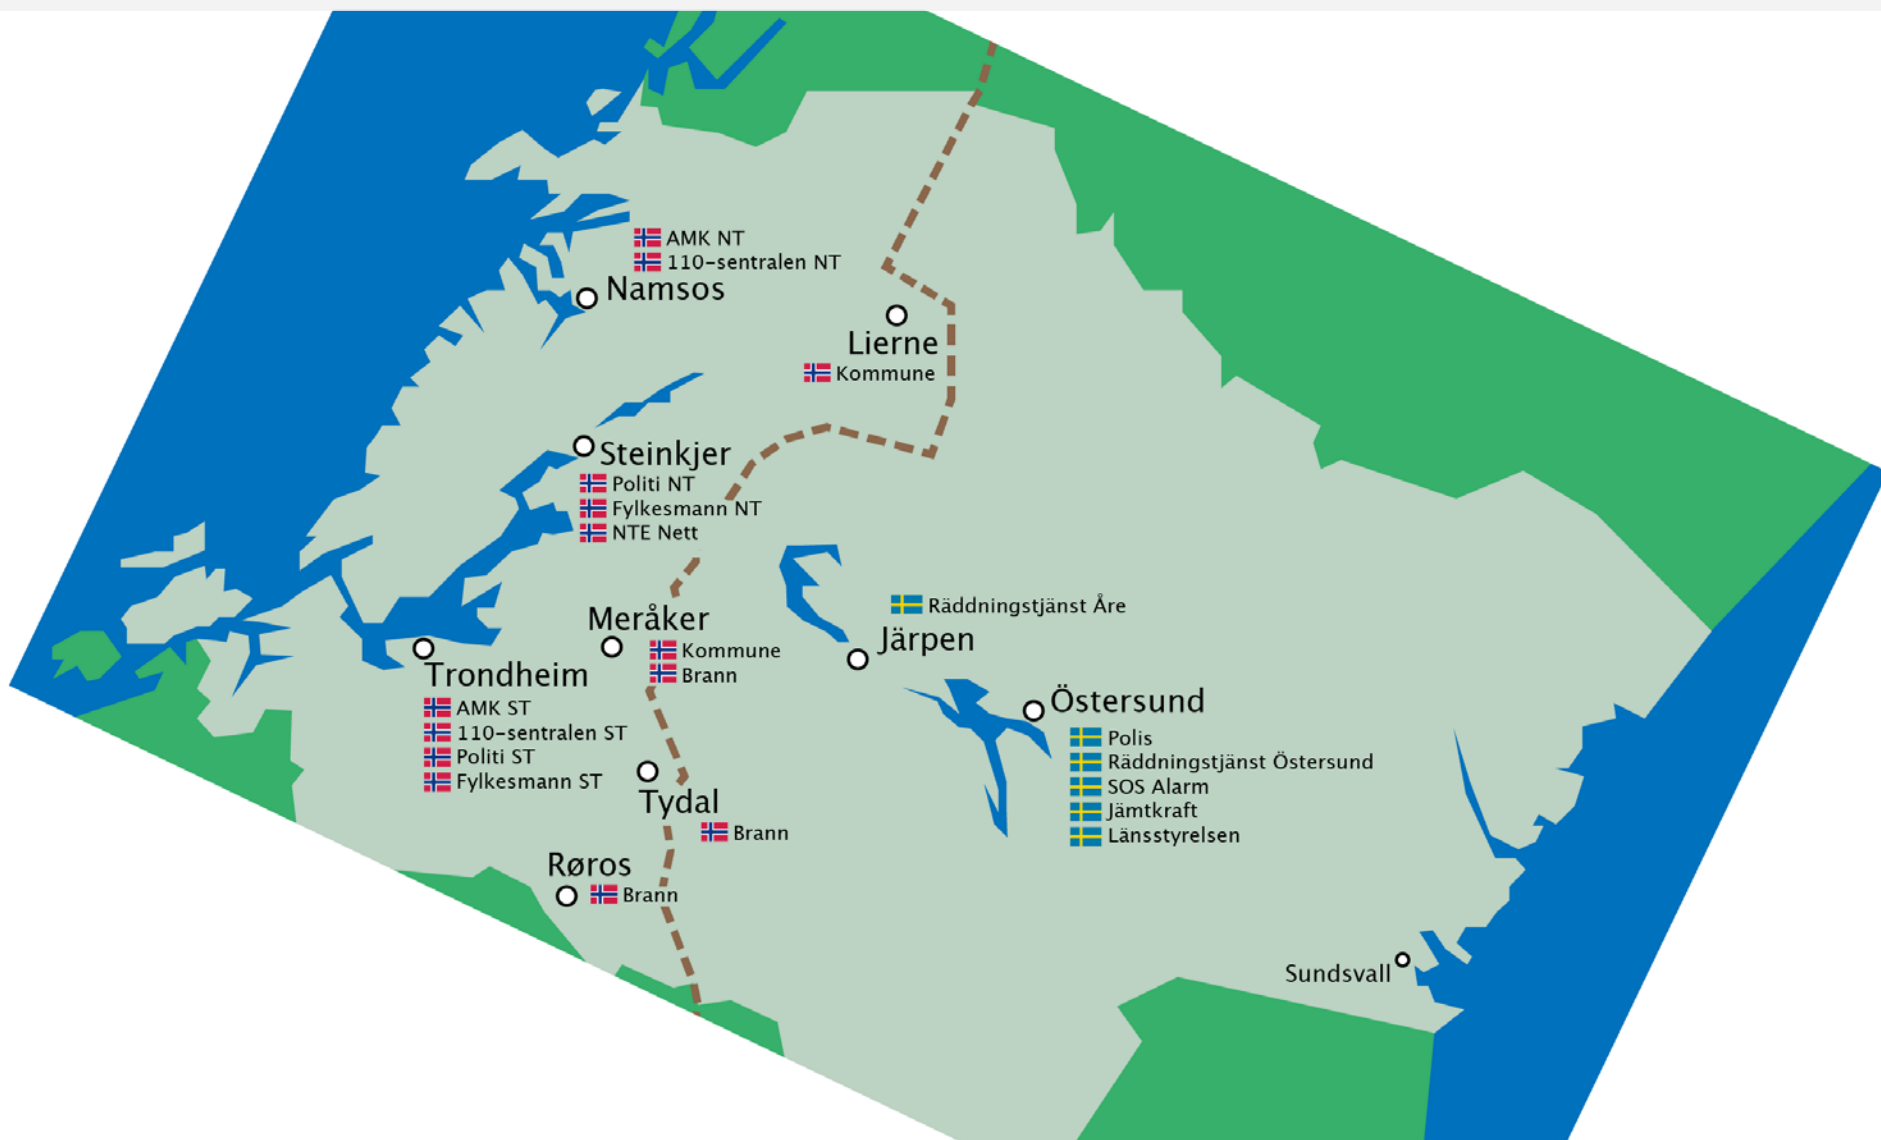 AMK NT
110-sentralen NT
Namsos
Lierne
Kommune
Steinkjer
Politi NT
Fylkesmann NT
NTE Nett
Räddningstjänst Åre
Järpen
Meråker
Kommune
Brann
Trondheim
AMK ST
110-sentralen ST
Politi ST
Fylkesmann ST
Östersund
Polis
Räddningstjänst Östersund
SOS Alarm
Jämtkraft
Länsstyrelsen
Tydal
Brann
Røros
Brann
Sundsvall